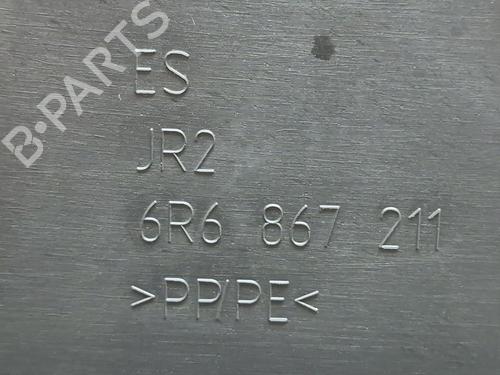 B-PARTS
ES
JR2
6R6 867 211
>PP/PE<